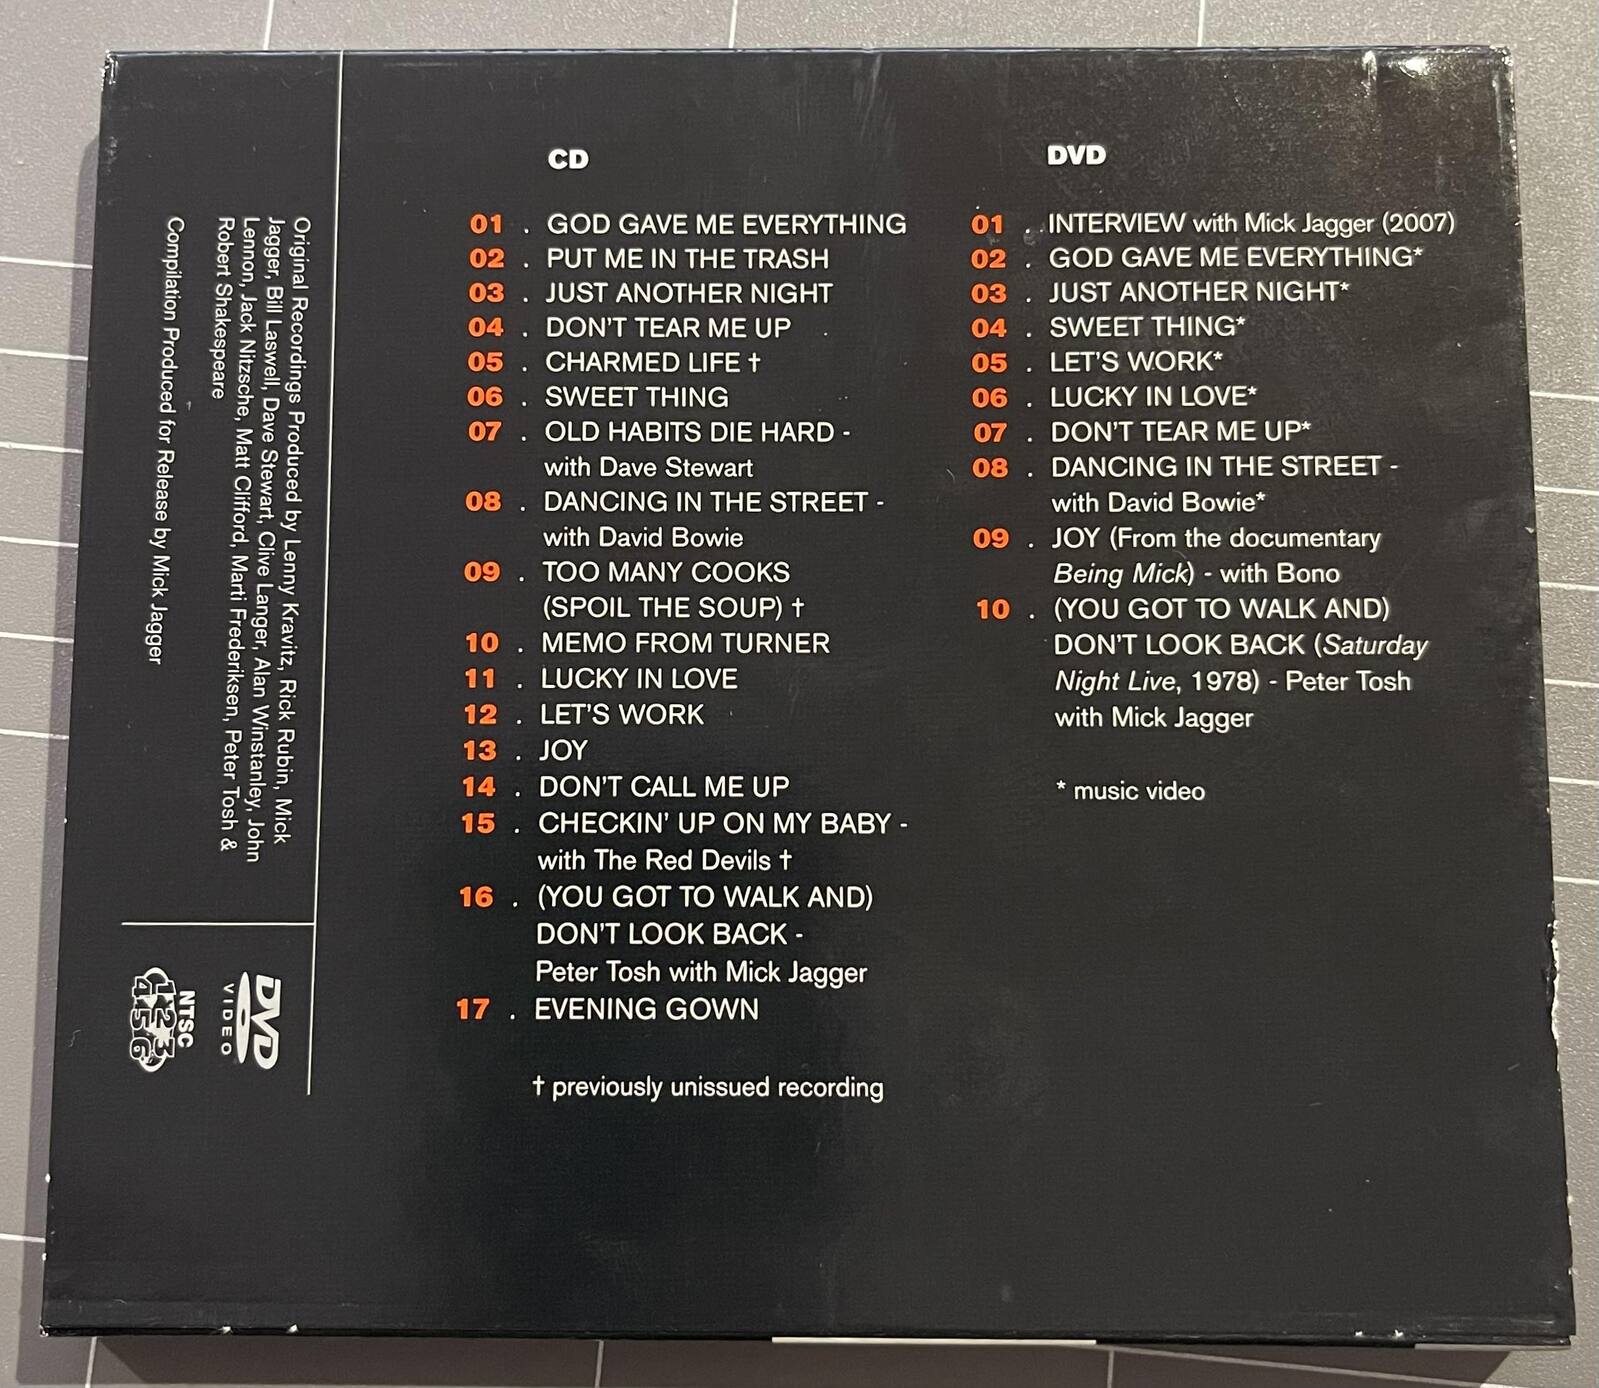 CD
01 . GOD GAVE ME EVERYTHING
02 . PUT ME IN THE TRASH
03 . JUST ANOTHER NIGHT
04 . DON'T TEAR ME UP
05 . CHARMED LIFE †
06 . SWEET THING
07 . OLD HABITS DIE HARD -
with Dave Stewart
08 . DANCING IN THE STREET -
with David Bowie
09 . TOO MANY COOKS
(SPOIL THE SOUP) †
10 . MEMO FROM TURNER
11 . LUCKY IN LOVE
12 . LET'S WORK
13 . JOY
14 . DON'T CALL ME UP
15 . CHECKIN' UP ON MY BABY -
with The Red Devils †
16 . (YOU GOT TO WALK AND)
DON'T LOOK BACK -
Peter Tosh with Mick Jagger
17 . EVENING GOWN
† previously unissued recording
DVD
01 . INTERVIEW with Mick Jagger (2007)
02 . GOD GAVE ME EVERYTHING*
03 . JUST ANOTHER NIGHT*
04 . SWEET THING*
05 . LET'S WORK*
06 . LUCKY IN LOVE*
07 . DON'T TEAR ME UP*
08 . DANCING IN THE STREET -
with David Bowie*
09 . JOY (From the documentary
Being Mick) - with Bono
10 . (YOU GOT TO WALK AND)
DON'T LOOK BACK (Saturday
Night Live, 1978) - Peter Tosh
with Mick Jagger
* music video
Original Recordings Produced by Lenny Kravitz, Rick Rubin, Mick
Jagger, Bill Laswell, Dave Stewart, Clive Langer, Alan Winstanley, John
Lennon, Jack Nitzsche, Matt Clifford, Marti Frederiksen, Peter Tosh &
Robert Shakespeare
Compilation Produced for Release by Mick Jagger
DVD
VIDEO
NTSC
1 2 3
4 5 6